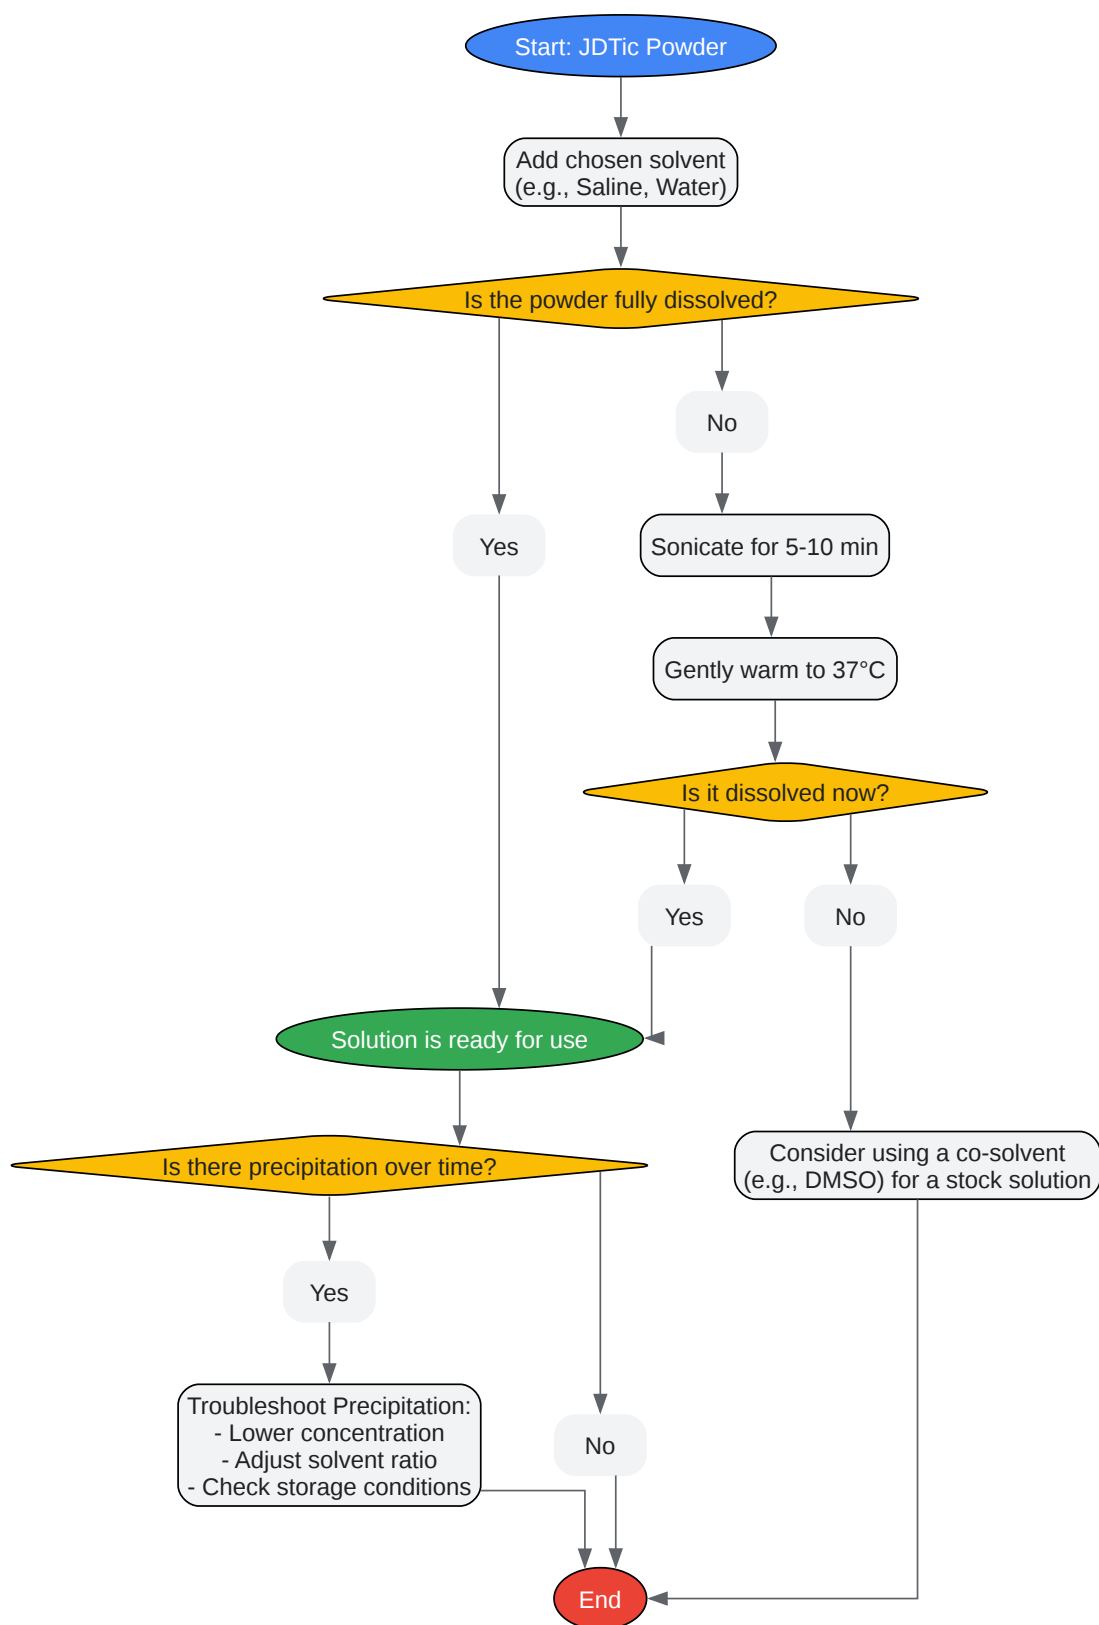 Start: JDTic Powder
Add chosen solvent
(e.g., Saline, Water)
Is the powder fully dissolved?
No
Yes
Sonicate for 5-10 min
Gently warm to 37°C
Is it dissolved now?
Yes
No
Solution is ready for use
Is there precipitation over time?
Consider using a co-solvent
(e.g., DMSO) for a stock solution
Yes
Troubleshoot Precipitation:
- Lower concentration
- Adjust solvent ratio
- Check storage conditions
No
End